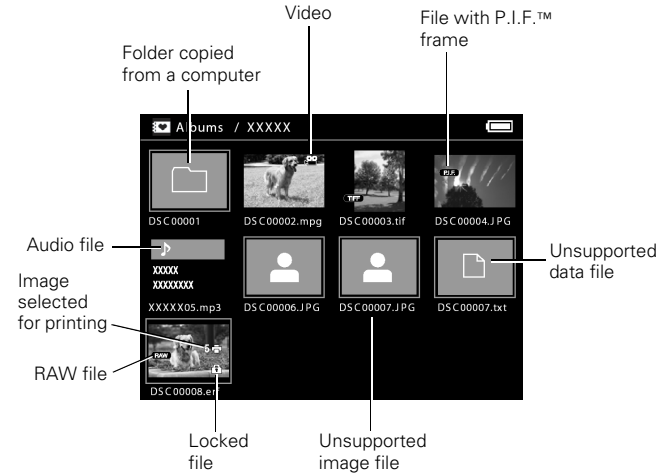 Video
File with P.I.F.™
frame
Folder copied
from a computer
Albums / XXXXX
P.I.F.
TIFF
DSC00001
DSC00002.mpg
DSC00003.tif
DSC00004.JPG
Audio file
XXXXX
XXXXXXXX
Unsupported
data file
Image
selected
for printing
XXXXX05.mp3
DSC00006.JPG
DSC00007.JPG
DSC00007.txt
RAW
RAW file
DSC00008.erf
Locked
file
Unsupported
image file